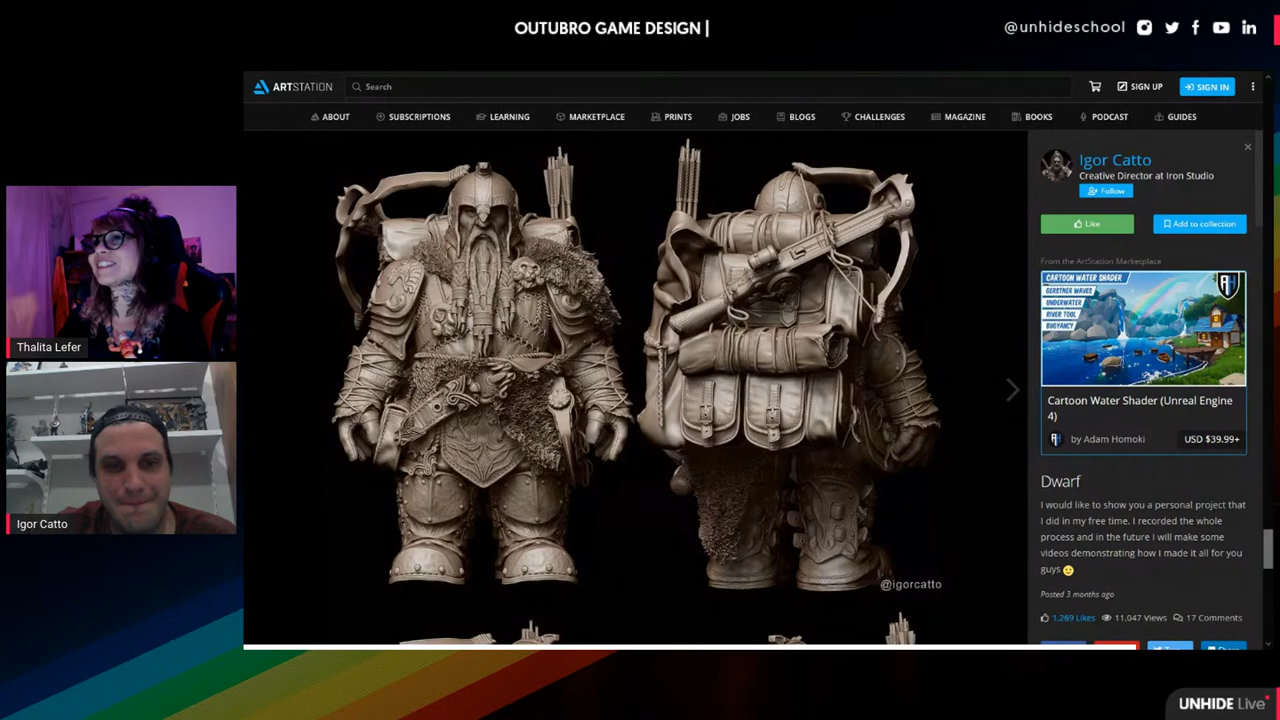 OUTUBRO GAME DESIGN |
@unhideschool
ARTSTATION
Search
SIGN UP
SIGN IN
ABOUT
SUBSCRIPTIONS
LEARNING
MARKETPLACE
PRINTS
JOBS
BLOGS
CHALLENGES
MAGAZINE
BOOKS
PODCAST
GUIDES
Igor Catto
Creative Director at Iron Studio
Follow
Like
Add to collection
From the ArtStation Marketplace
CARTOON WATER SHADER
GERSTNER WAVES
UNDERWATER
RIVER TOOL
BUOYANCY
Cartoon Water Shader (Unreal Engine
4)
by Adam Homoki
USD $39.99+
Dwarf
I would like to show you a personal project that
I did in my free time. I recorded the whole
process and in the future I will make some
videos demonstrating how I made it all for you
guys 🙂
Posted 3 months ago
1,269 Likes
11,047 Views
17 Comments
@igorcatto
Thalita Lefer
Igor Catto
UNHIDE Live